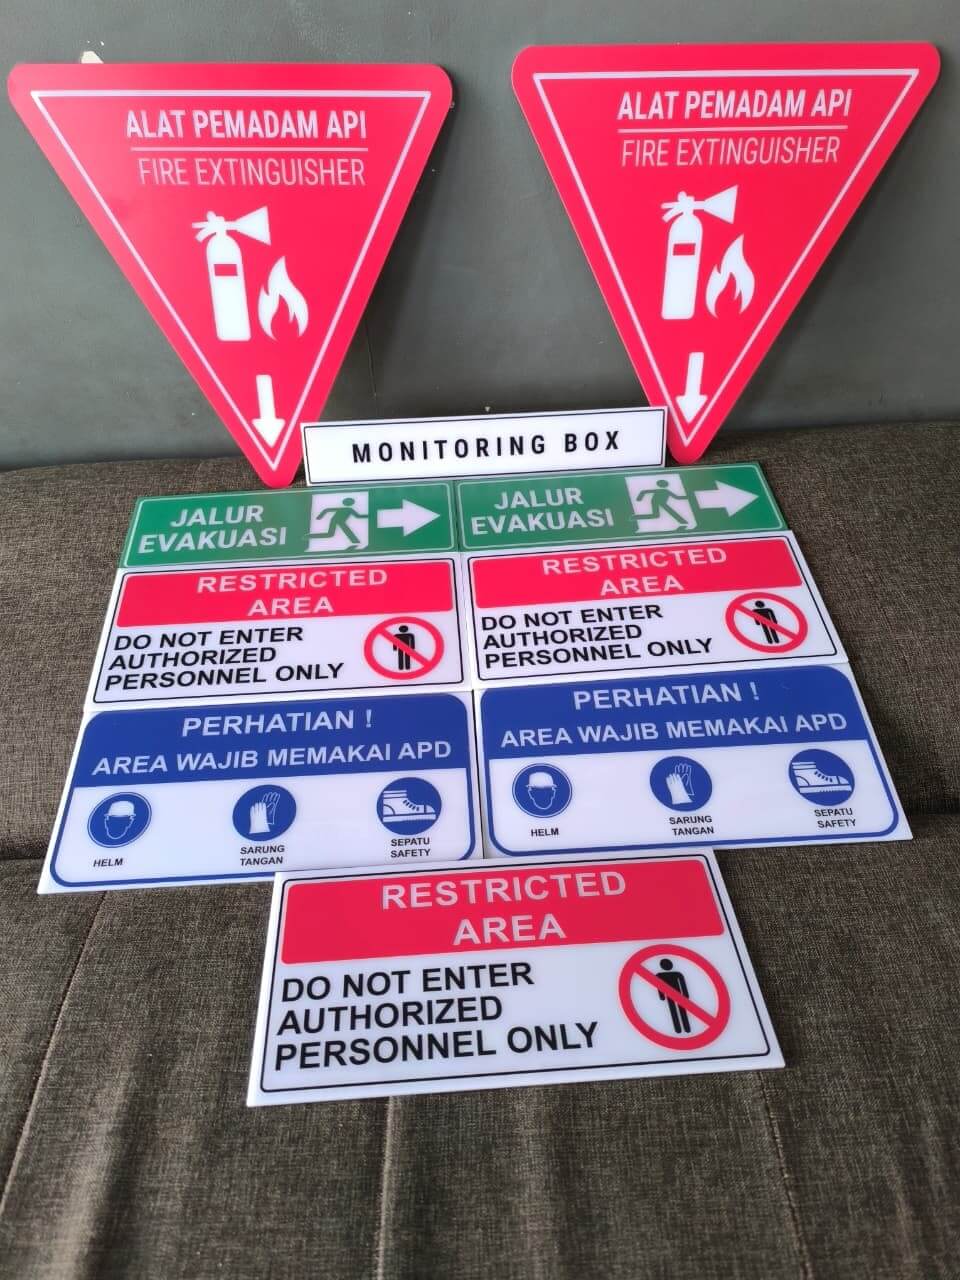 ALAT PEMADAM API
FIRE EXTINGUISHER
ALAT PEMADAM API
FIRE EXTINGUISHER
MONITORING BOX
JALUR
EVAKUASI
JALUR
EVAKUASI
RESTRICTED
AREA
DO NOT ENTER
AUTHORIZED
PERSONNEL ONLY
RESTRICTED
AREA
DO NOT ENTER
AUTHORIZED
PERSONNEL ONLY
PERHATIAN !
AREA WAJIB MEMAKAI APD
HELM
SARUNG
TANGAN
SEPATU
SAFETY
PERHATIAN !
AREA WAJIB MEMAKAI APD
HELM
SARUNG
TANGAN
SEPATU
SAFETY
RESTRICTED
AREA
DO NOT ENTER
AUTHORIZED
PERSONNEL ONLY